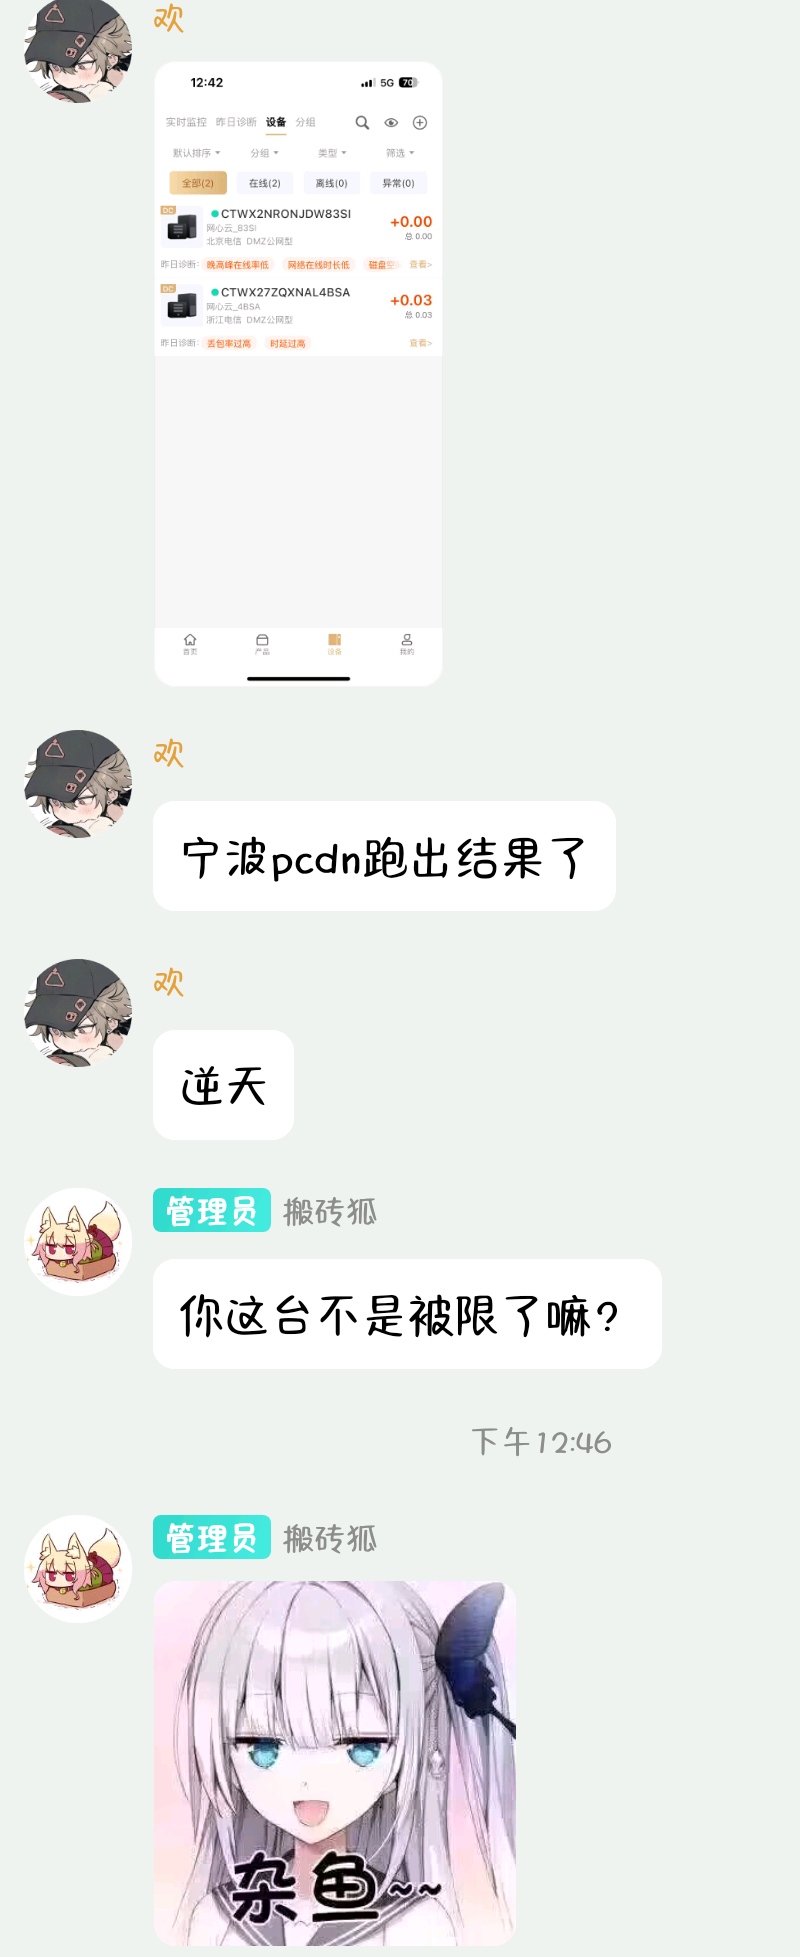 欢
12:42
5G 70
实时监控 昨日诊断 设备 分组
默认排序 分组 类型 筛选
全部(2) 在线(2) 离线(0) 异常(0)
DC
CTWX2NRONJDW83SI
+0.00
网心云_83SI
总 0.00
北京电信 DMZ公网型
昨日诊断: 晚高峰在线率低 网络在线时长低 磁盘空 查看>
DC
CTWX27ZQXNAL4BSA
+0.03
网心云_4BSA
总 0.03
浙江电信 DMZ公网型
昨日诊断: 丢包率过高 时延过高 查看>
首页 产品 设备 我的
欢
宁波pcdn跑出结果了
欢
逆天
管理员 搬砖狐
你这台不是被限了嘛?
下午12:46
管理员 搬砖狐
杂鱼~~